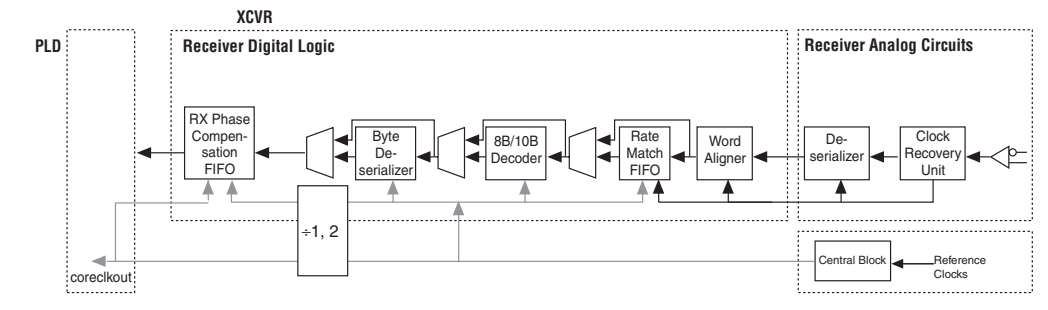 XCVR
PLD
Receiver Digital Logic
Receiver Analog Circuits
RX Phase
Compen-
sation
FIFO
Byte
De-
serializer
8B/10B
Decoder
Rate
Match
FIFO
Word
Aligner
De-
serializer
Clock
Recovery
Unit
÷1, 2
coreclkout
Central Block
Reference
Clocks